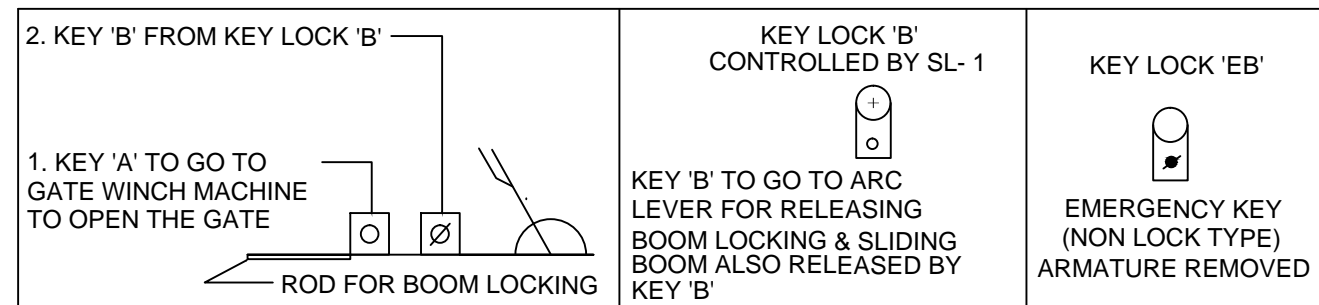 2. KEY 'B' FROM KEY LOCK 'B'
1. KEY 'A' TO GO TO
GATE WINCH MACHINE
TO OPEN THE GATE
ROD FOR BOOM LOCKING
KEY LOCK 'B'
CONTROLLED BY SL- 1
KEY 'B' TO GO TO ARC
LEVER FOR RELEASING
BOOM LOCKING & SLIDING
BOOM ALSO RELEASED BY
KEY 'B'
KEY LOCK 'EB'
EMERGENCY KEY
(NON LOCK TYPE)
ARMATURE REMOVED